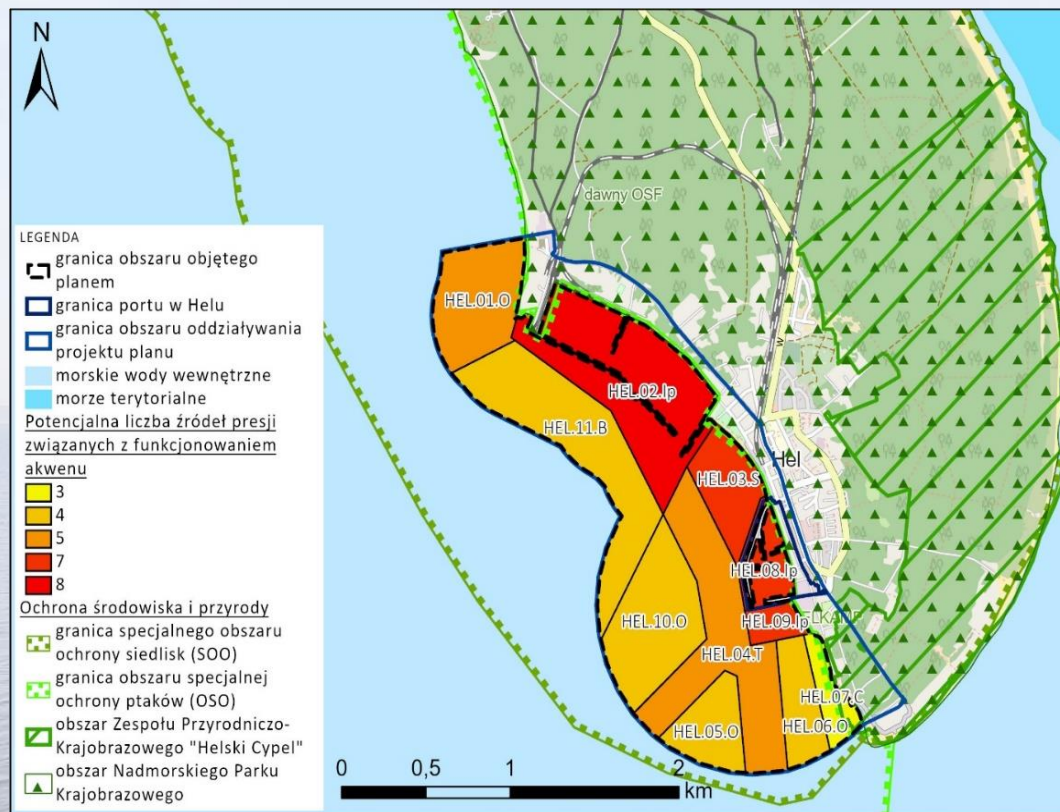 N
dawny OSF
LEGENDA
granica obszaru objętego
planem
granica portu w Helu
granica obszaru oddziaływania
projektu planu
morskie wody wewnętrzne
morze terytorialne
Potencjalna liczba źródeł presji
związanych z funkcjonowaniem
akwenu
3
4
5
7
8
Ochrona środowiska i przyrody
granica specjalnego obszaru
ochrony siedlisk (SOO)
granica obszaru specjalnej
ochrony ptaków (OSO)
obszar Zespołu Przyrodniczo-
Krajobrazowego "Helski Cypel"
obszar Nadmorskiego Parku
Krajobrazowego
HEL.01.O
HEL.02.Ip
HEL.11.B
HEL.03.S
Hel
HEL.08.Ip
HEL.09.Ip
HEL.10.O
HEL.04.T
HEL.05.O
HEL.07.C
HEL.06.O
0 0,5 1 2
km